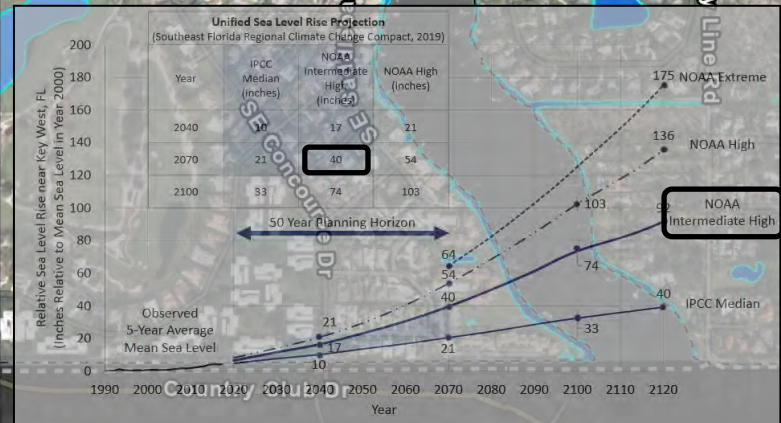 Unified Sea Level Rise Projection
(Southeast Florida Regional Climate Change Compact, 2019)
Year
IPCC Median (inches)
NOAA Intermediate High (inches)
NOAA High (inches)
2040 10 17 21
2070 21 40 54
2100 33 74 103
50 Year Planning Horizon
Relative Sea Level Rise near Key West, FL
(Inches Relative to Mean Sea Level in Year 2000)
200
180
160
140
120
100
80
60
40
20
0
Observed
5-Year Average
Mean Sea Level
175 NOAA Extreme
136
NOAA High
92
NOAA
Intermediate High
40
IPCC Median
103
74
33
64
54
40
21
21
17
10
1990 2000 2010 2020 2030 2040 2050 2060 2070 2080 2090 2100 2110 2120
Year
SE Concourse Dr
Country Club Dr
Line Rd